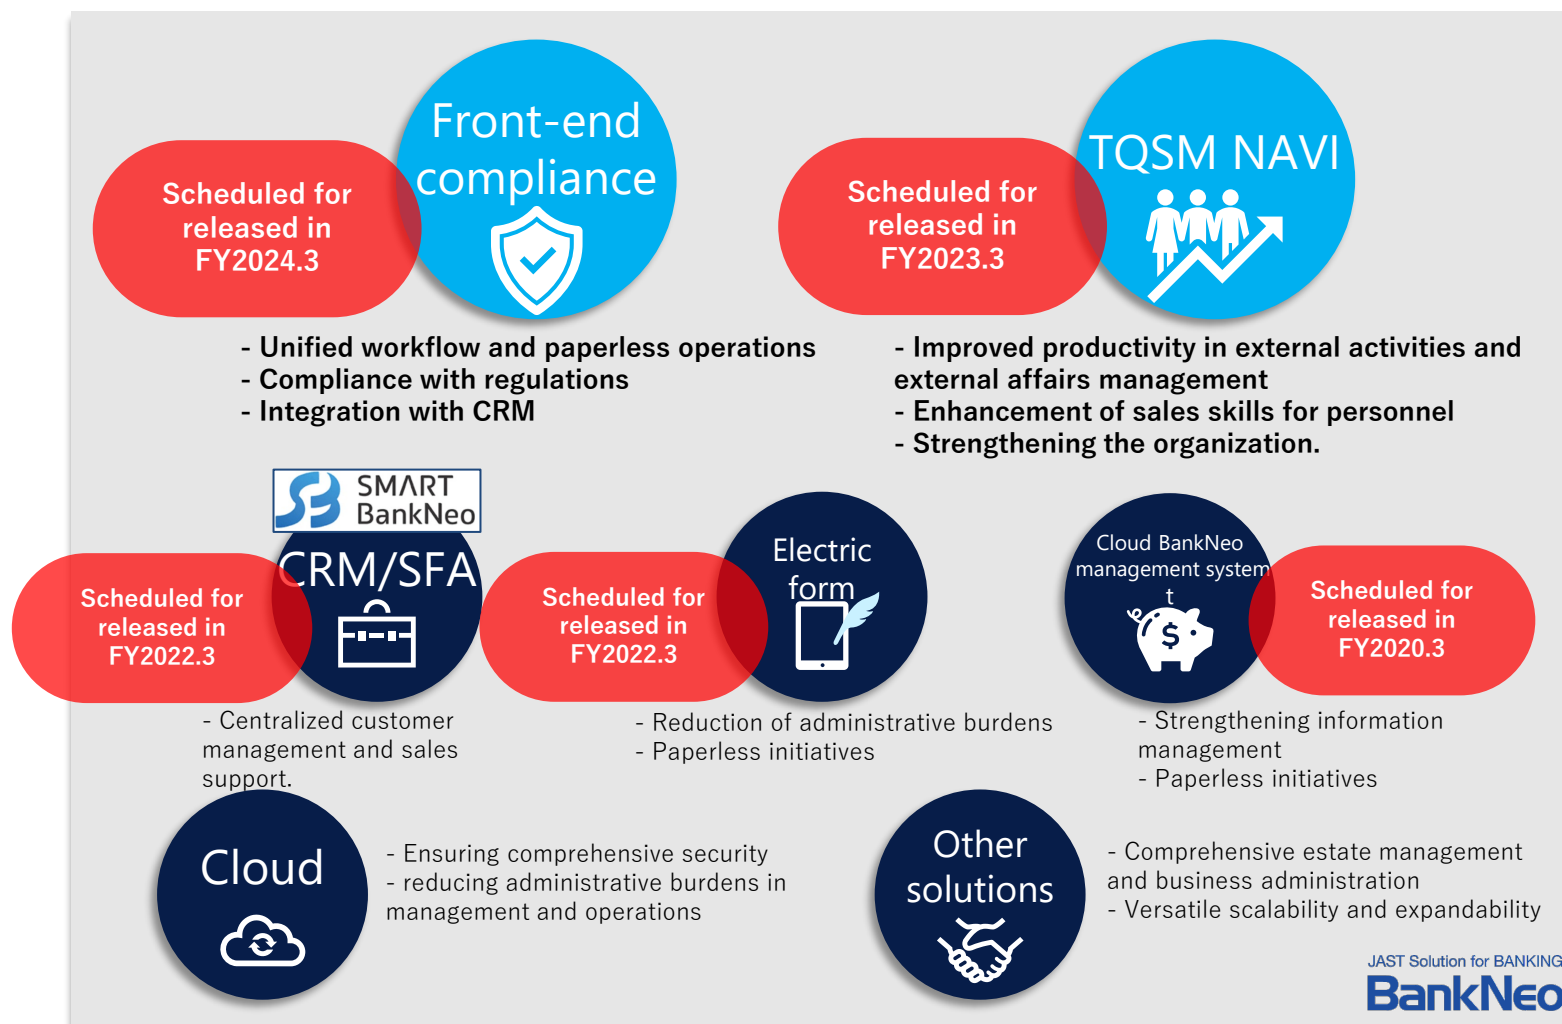 Front-end
compliance
Scheduled for
released in
FY2024.3
- Unified workflow and paperless operations
- Compliance with regulations
- Integration with CRM
TQSM NAVI
Scheduled for
released in
FY2023.3
- Improved productivity in external activities and
external affairs management
- Enhancement of sales skills for personnel
- Strengthening the organization.
SMΛRT
BankNeo
CRM/SFA
Scheduled for
released in
FY2022.3
- Centralized customer
management and sales
support.
Electric
form
Scheduled for
released in
FY2022.3
- Reduction of administrative burdens
- Paperless initiatives
Cloud BankNeo
management system
t
$
Scheduled for
released in
FY2020.3
- Strengthening information
management
- Paperless initiatives
Cloud
- Ensuring comprehensive security
- reducing administrative burdens in
management and operations
Other
solutions
- Comprehensive estate management
and business administration
- Versatile scalability and expandability
JAST Solution for BANKING
BankNeo